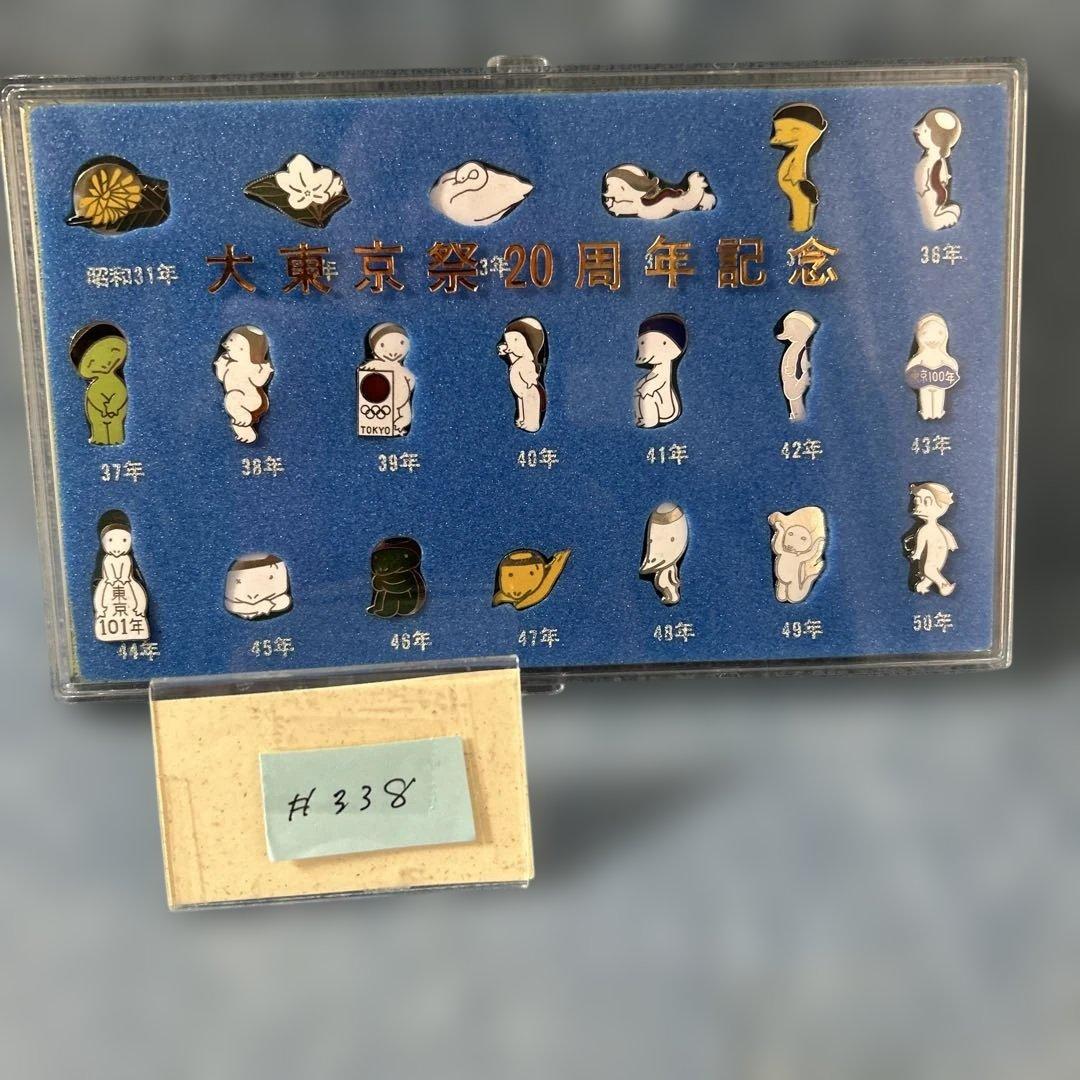 大東京祭20周年記念
昭和31年
36年
東京100年
TOKYO
37年
38年
39年
40年
41年
42年
43年
東京
101年
44年
45年
46年
47年
48年
49年
50年
#338